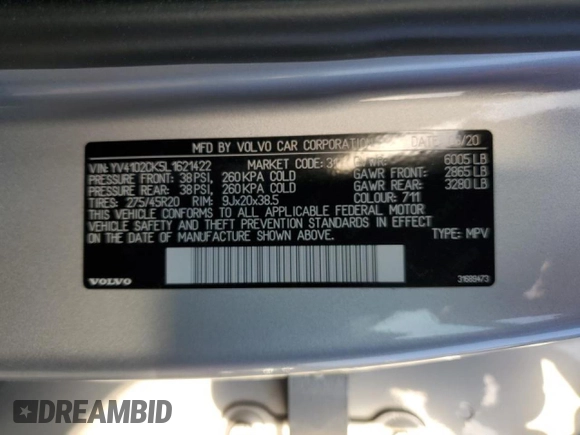 MFD BY VOLVO CAR CORPORATION DATE /20
VIN: YV4102DK5L1621422 MARKET CODE: 6005 LB
PRESSURE FRONT: 38 PSI, 260 KPA COLD GAWR FRONT: 2865 LB
PRESSURE REAR: 38 PSI, 260 KPA COLD GAWR REAR: 3280 LB
TIRES: 275/45R20 RIM: 9Jx20x38.5 COLOUR: 711
THIS VEHICLE CONFORMS TO ALL APPLICABLE FEDERAL MOTOR
VEHICLE SAFETY AND THEFT PREVENTION STANDARDS IN EFFECT
ON THE DATE OF MANUFACTURE SHOWN ABOVE. TYPE: MPV
VOLVO 31689473
DREAMBID